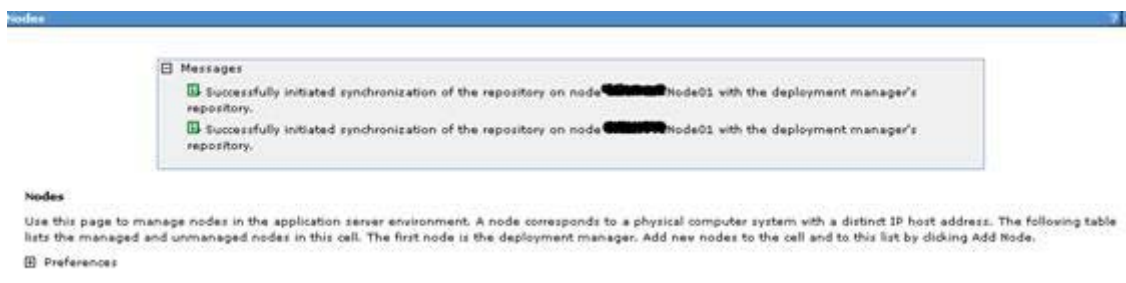 Nodes ?
Messages
Successfully initiated synchronization of the repository on node Node01 with the deployment manager's
repository.
Successfully initiated synchronization of the repository on node Node01 with the deployment manager's
repository.
Nodes
Use this page to manage nodes in the application server environment. A node corresponds to a physical computer system with a distinct IP host address. The following table
lists the managed and unmanaged nodes in this cell. The first node is the deployment manager. Add new nodes to the cell and to this list by clicking Add Node.
Preferences